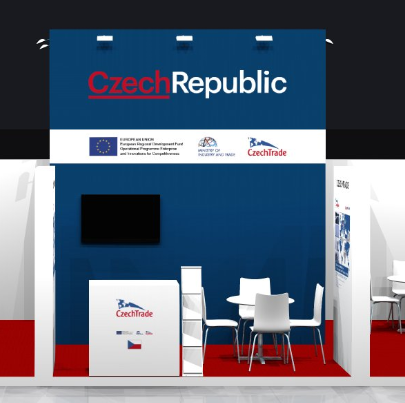 CzechRepublic
EUROPEAN UNION
European Regional Development Fund
Operational Programme Enterprise
and Innovations for Competitiveness
MINISTRY OF
INDUSTRY AND TRADE
CzechTrade
CzechTrade